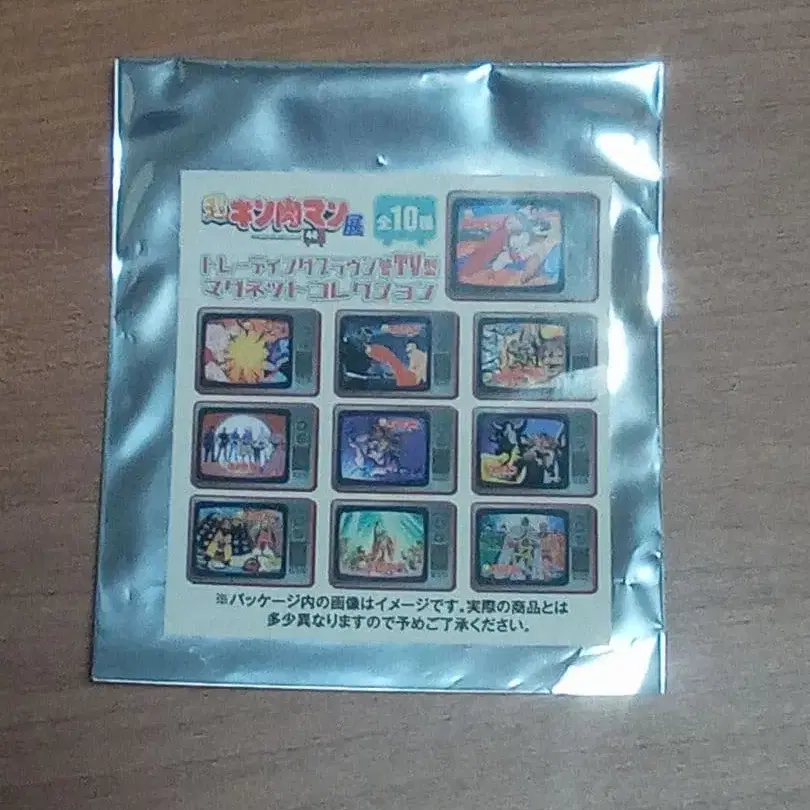 超キン肉マン展
全10種
トレーディングブラウン管TV型
マグネットコレクション
※パッケージ内の画像はイメージです。実際の商品とは
多少異なりますので予めご了承ください。